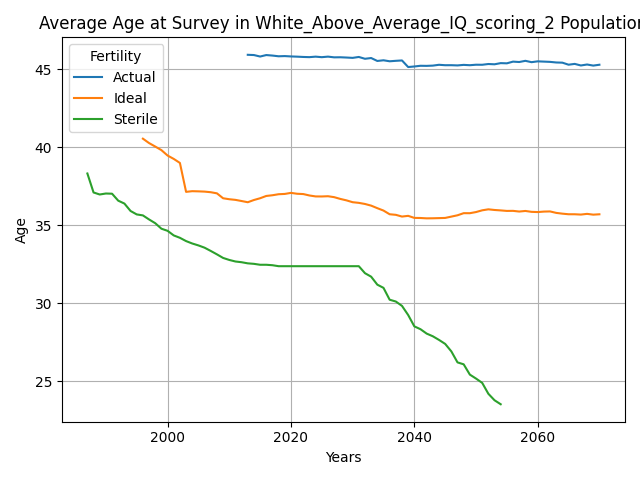 Average Age at Survey in White_Above_Average_IQ_scoring_2 Population
Fertility
Actual
Ideal
Sterile
45
40
35
30
25
Age
2000
2020
2040
2060
Years